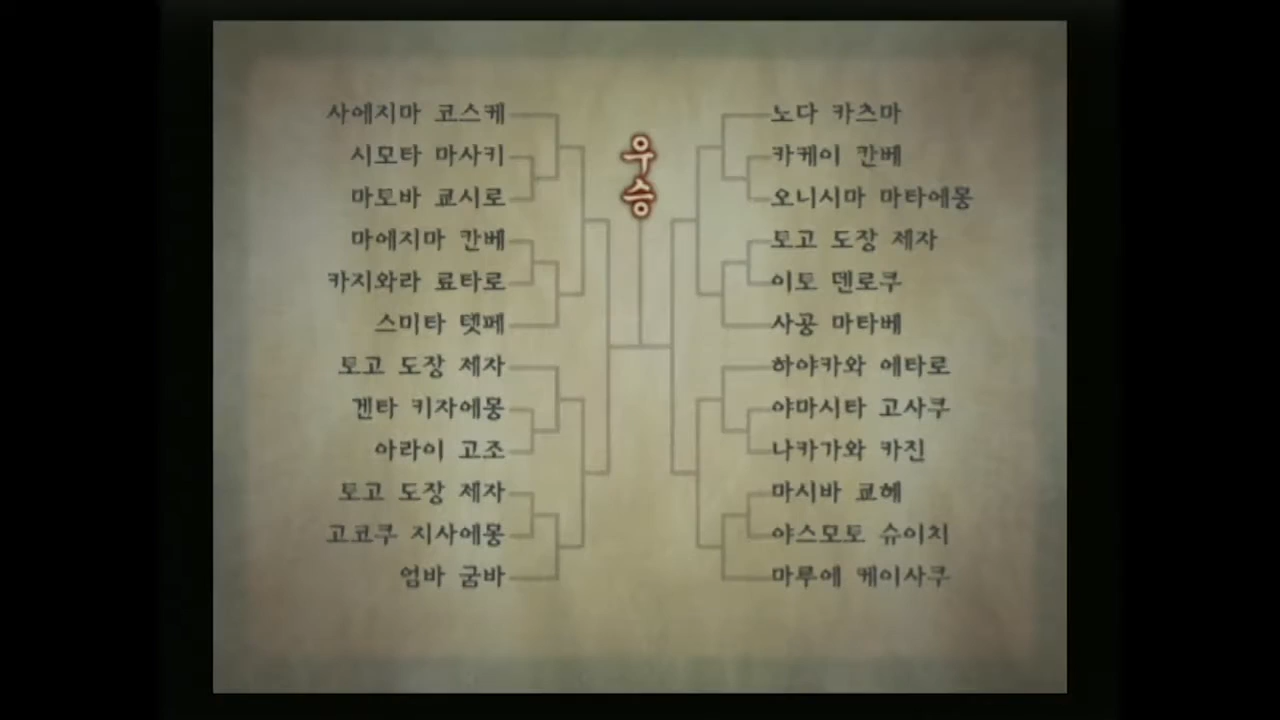 사에지마 코스케
시모타 마사키
마토바 쿄시로
마에지마 칸베
카지와라 료타로
스미타 텟페
토고 도장 제자
겐타 키자에몽
아라이 고조
토고 도장 제자
고코쿠 지사에몽
엄바 굼바
우승
노다 카츠마
카케이 칸베
오니시마 마타에몽
토고 도장 제자
이토 덴로쿠
사공 마타베
하야카와 에타로
야마시타 고사쿠
나카가와 카진
마시바 쿄헤
야스모토 슈이치
마루에 케이사쿠